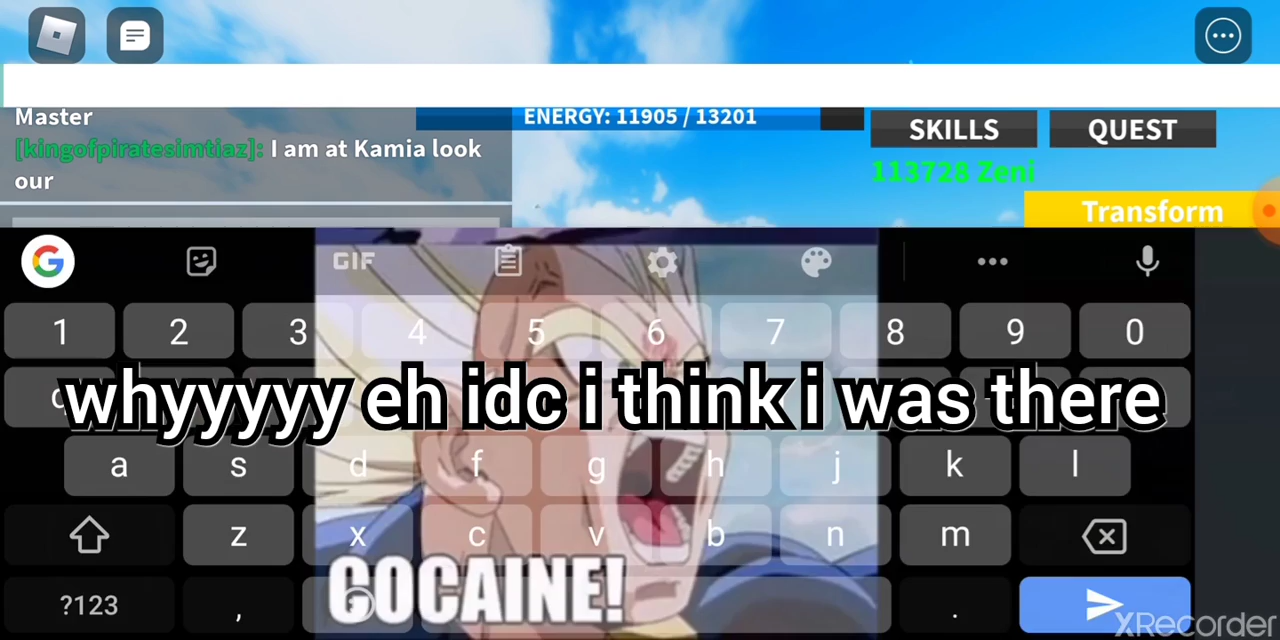 Master
ENERGY: 11905 / 13201
SKILLS
QUEST
[kingofpiratesimtiaz]: I am at Kamia look
our
113728 Zeni
Transform
GIF
1 2 3 4 5 6 7 8 9 0
whyyyyy eh idc i think i was there
a s d f g h j k l
z x c v b n m
COCAINE!
?123 , .
XRecorder